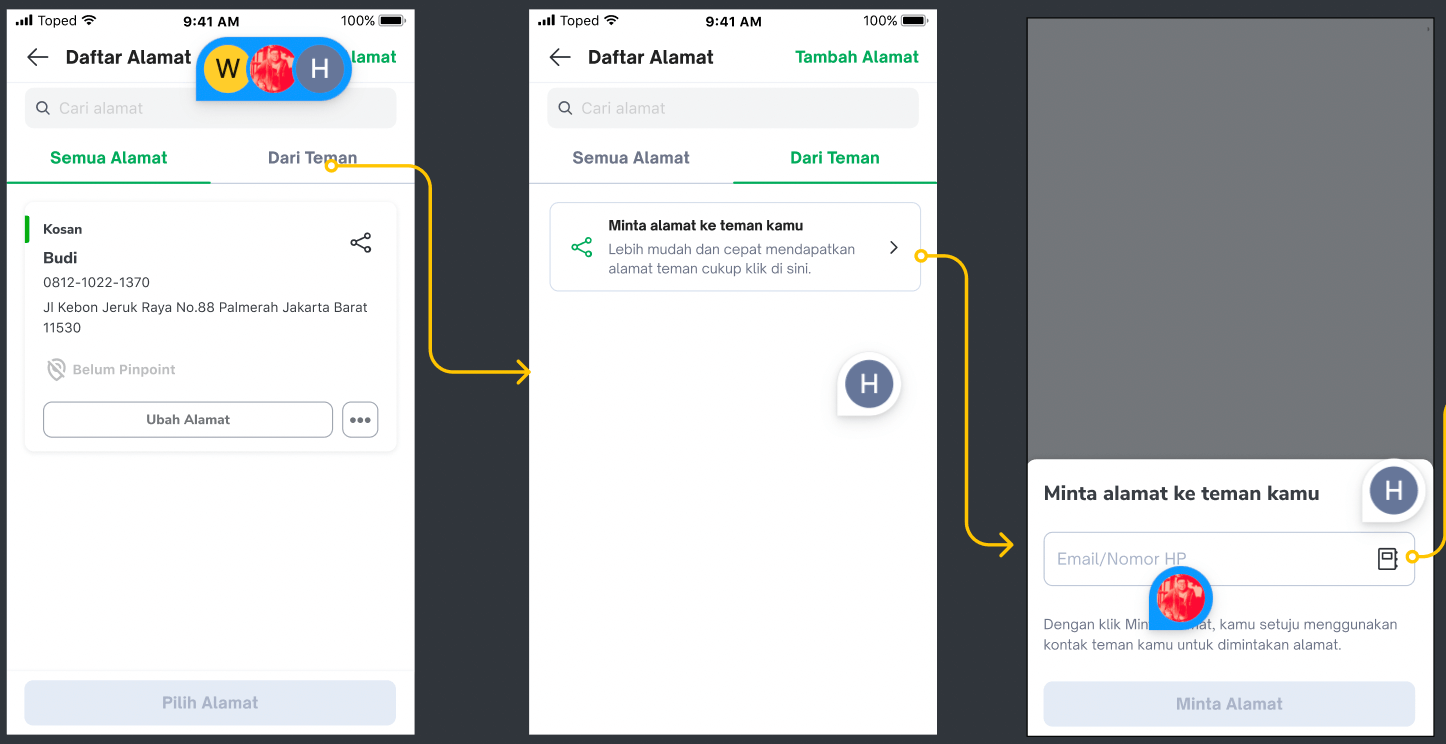 Toped 9:41 AM 100%
Daftar Alamat lamat
W H
Cari alamat
Semua Alamat Dari Teman
Kosan
Budi
0812-1022-1370
Jl Kebon Jeruk Raya No.88 Palmerah Jakarta Barat
11530
Belum Pinpoint
Ubah Alamat
Pilih Alamat
Toped 9:41 AM 100%
Daftar Alamat Tambah Alamat
Cari alamat
Semua Alamat Dari Teman
Minta alamat ke teman kamu
Lebih mudah dan cepat mendapatkan
alamat teman cukup klik di sini.
H
Minta alamat ke teman kamu
H
Email/Nomor HP
Dengan klik Min at, kamu setuju menggunakan
kontak teman kamu untuk dimintakan alamat.
Minta Alamat